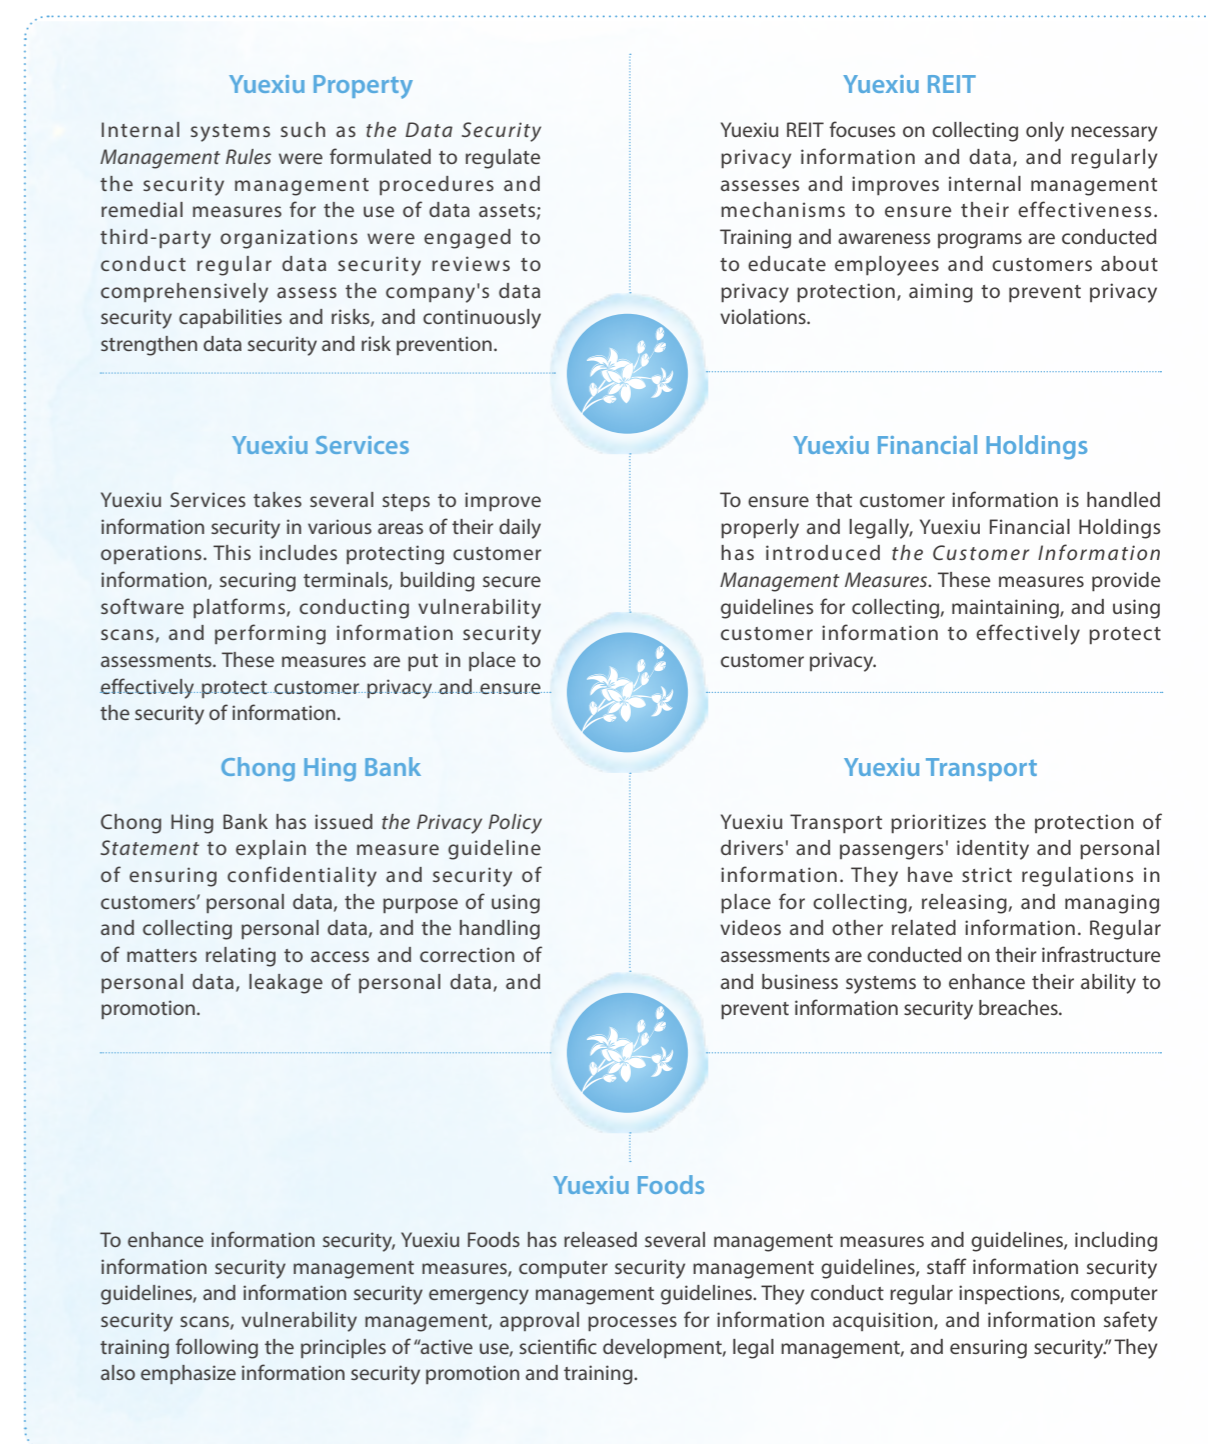 Yuexiu Property
Internal systems such as the Data Security
Management Rules were formulated to regulate
the security management procedures and
remedial measures for the use of data assets;
third-party organizations were engaged to
conduct regular data security reviews to
comprehensively assess the company's data
security capabilities and risks, and continuously
strengthen data security and risk prevention.
Yuexiu REIT
Yuexiu REIT focuses on collecting only necessary
privacy information and data, and regularly
assesses and improves internal management
mechanisms to ensure their effectiveness.
Training and awareness programs are conducted
to educate employees and customers about
privacy protection, aiming to prevent privacy
violations.
Yuexiu Services
Yuexiu Services takes several steps to improve
information security in various areas of their daily
operations. This includes protecting customer
information, securing terminals, building secure
software platforms, conducting vulnerability
scans, and performing information security
assessments. These measures are put in place to
effectively protect customer privacy and ensure
the security of information.
Yuexiu Financial Holdings
To ensure that customer information is handled
properly and legally, Yuexiu Financial Holdings
has introduced the Customer Information
Management Measures. These measures provide
guidelines for collecting, maintaining, and using
customer information to effectively protect
customer privacy.
Chong Hing Bank
Chong Hing Bank has issued the Privacy Policy
Statement to explain the measure guideline
of ensuring confidentiality and security of
customers’ personal data, the purpose of using
and collecting personal data, and the handling
of matters relating to access and correction of
personal data, leakage of personal data, and
promotion.
Yuexiu Transport
Yuexiu Transport prioritizes the protection of
drivers' and passengers' identity and personal
information. They have strict regulations in
place for collecting, releasing, and managing
videos and other related information. Regular
assessments are conducted on their infrastructure
and business systems to enhance their ability to
prevent information security breaches.
Yuexiu Foods
To enhance information security, Yuexiu Foods has released several management measures and guidelines, including
information security management measures, computer security management guidelines, staff information security
guidelines, and information security emergency management guidelines. They conduct regular inspections, computer
security scans, vulnerability management, approval processes for information acquisition, and information safety
training following the principles of “active use, scientific development, legal management, and ensuring security.” They
also emphasize information security promotion and training.